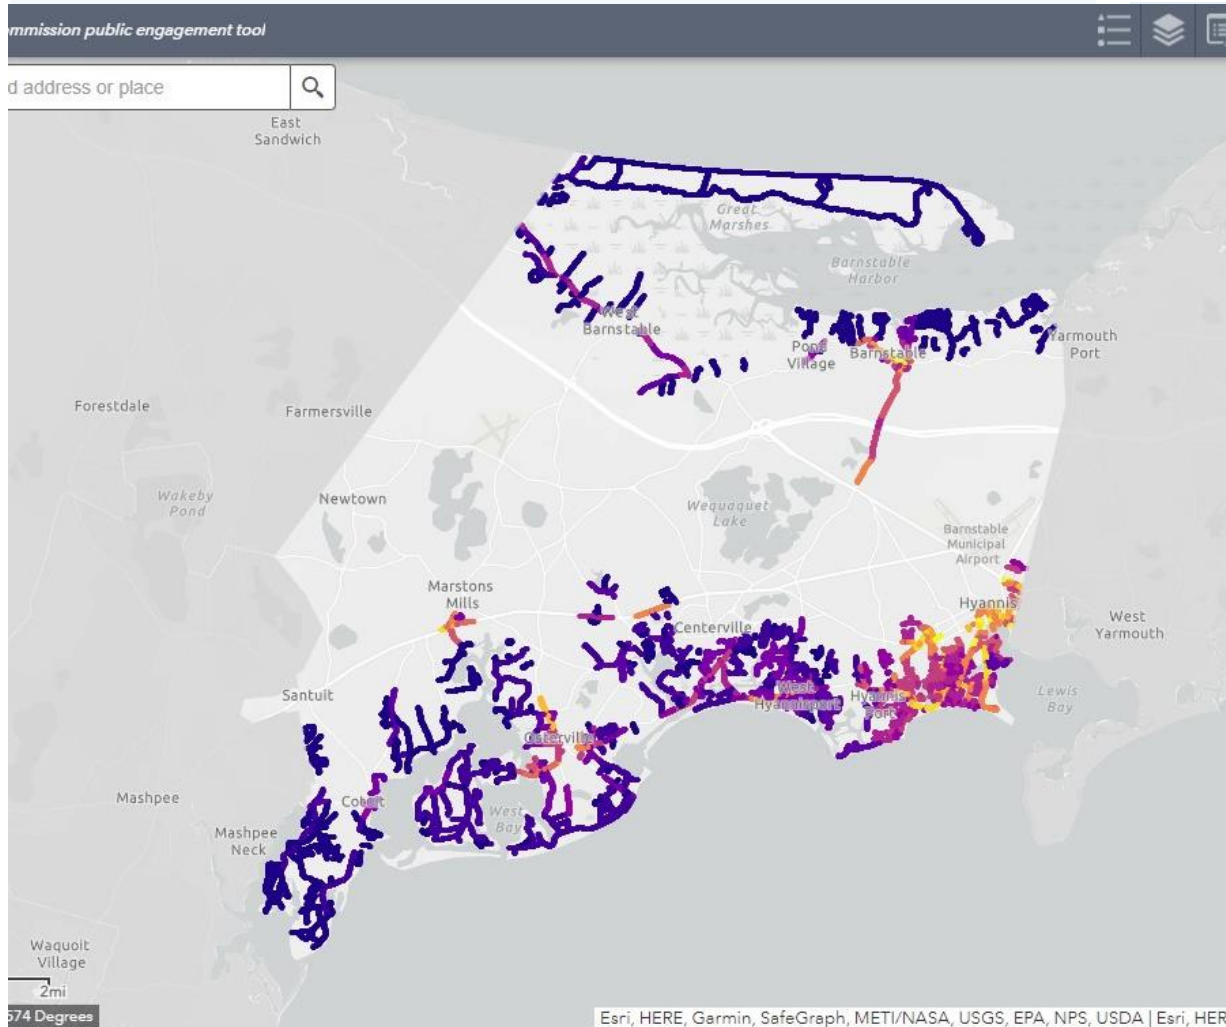 ommission public engagement tool
d address or place
East
Sandwich
Great
Marshes
Barnstable
Harbor
West
Barnstable
Pond
Village
Barnstable
Yarmouth
Port
Forestdale
Farmersville
Wakeby
Pond
Newtown
Wequaquet
Lake
Barnstable
Municipal
Airport
Marstons
Mills
Hyannis
Centerville
West
Yarmouth
Santuit
West
Hyannisport
Hyannis
Port
Lewis
Bay
Osterville
Mashpee
Cotuit
West
Bay
Mashpee
Neck
Waquoit
Village
2mi
574 Degrees
Esri, HERE, Garmin, SafeGraph, METI/NASA, USGS, EPA, NPS, USDA | Esri, HER